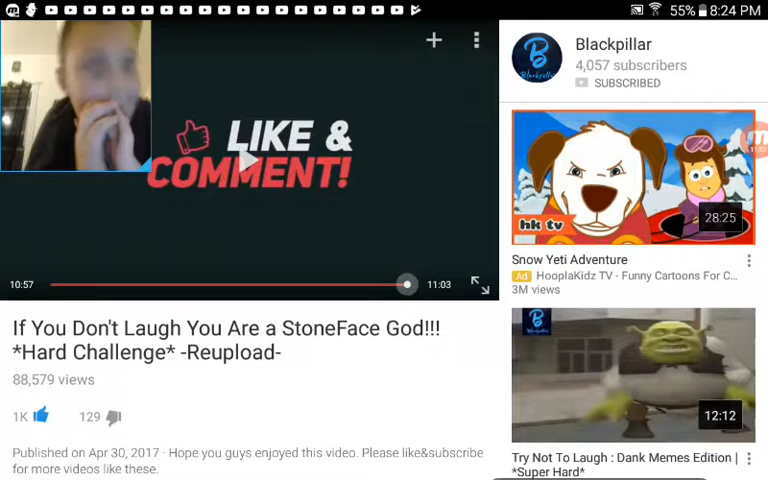 55% 8:24 PM
LIKE &
COMMENT!
10:57
11:03
If You Don't Laugh You Are a StoneFace God!!!
*Hard Challenge* -Reupload-
88,579 views
1K
129
Published on Apr 30, 2017 · Hope you guys enjoyed this video. Please like&subscribe
for more videos like these.
B
Blackpillar
Blackpillar
4,057 subscribers
SUBSCRIBED
hk tv
28:25
11:53
Snow Yeti Adventure
Ad HooplaKidz TV - Funny Cartoons For C...
3M views
B
12:12
Try Not To Laugh : Dank Memes Edition |
*Super Hard*